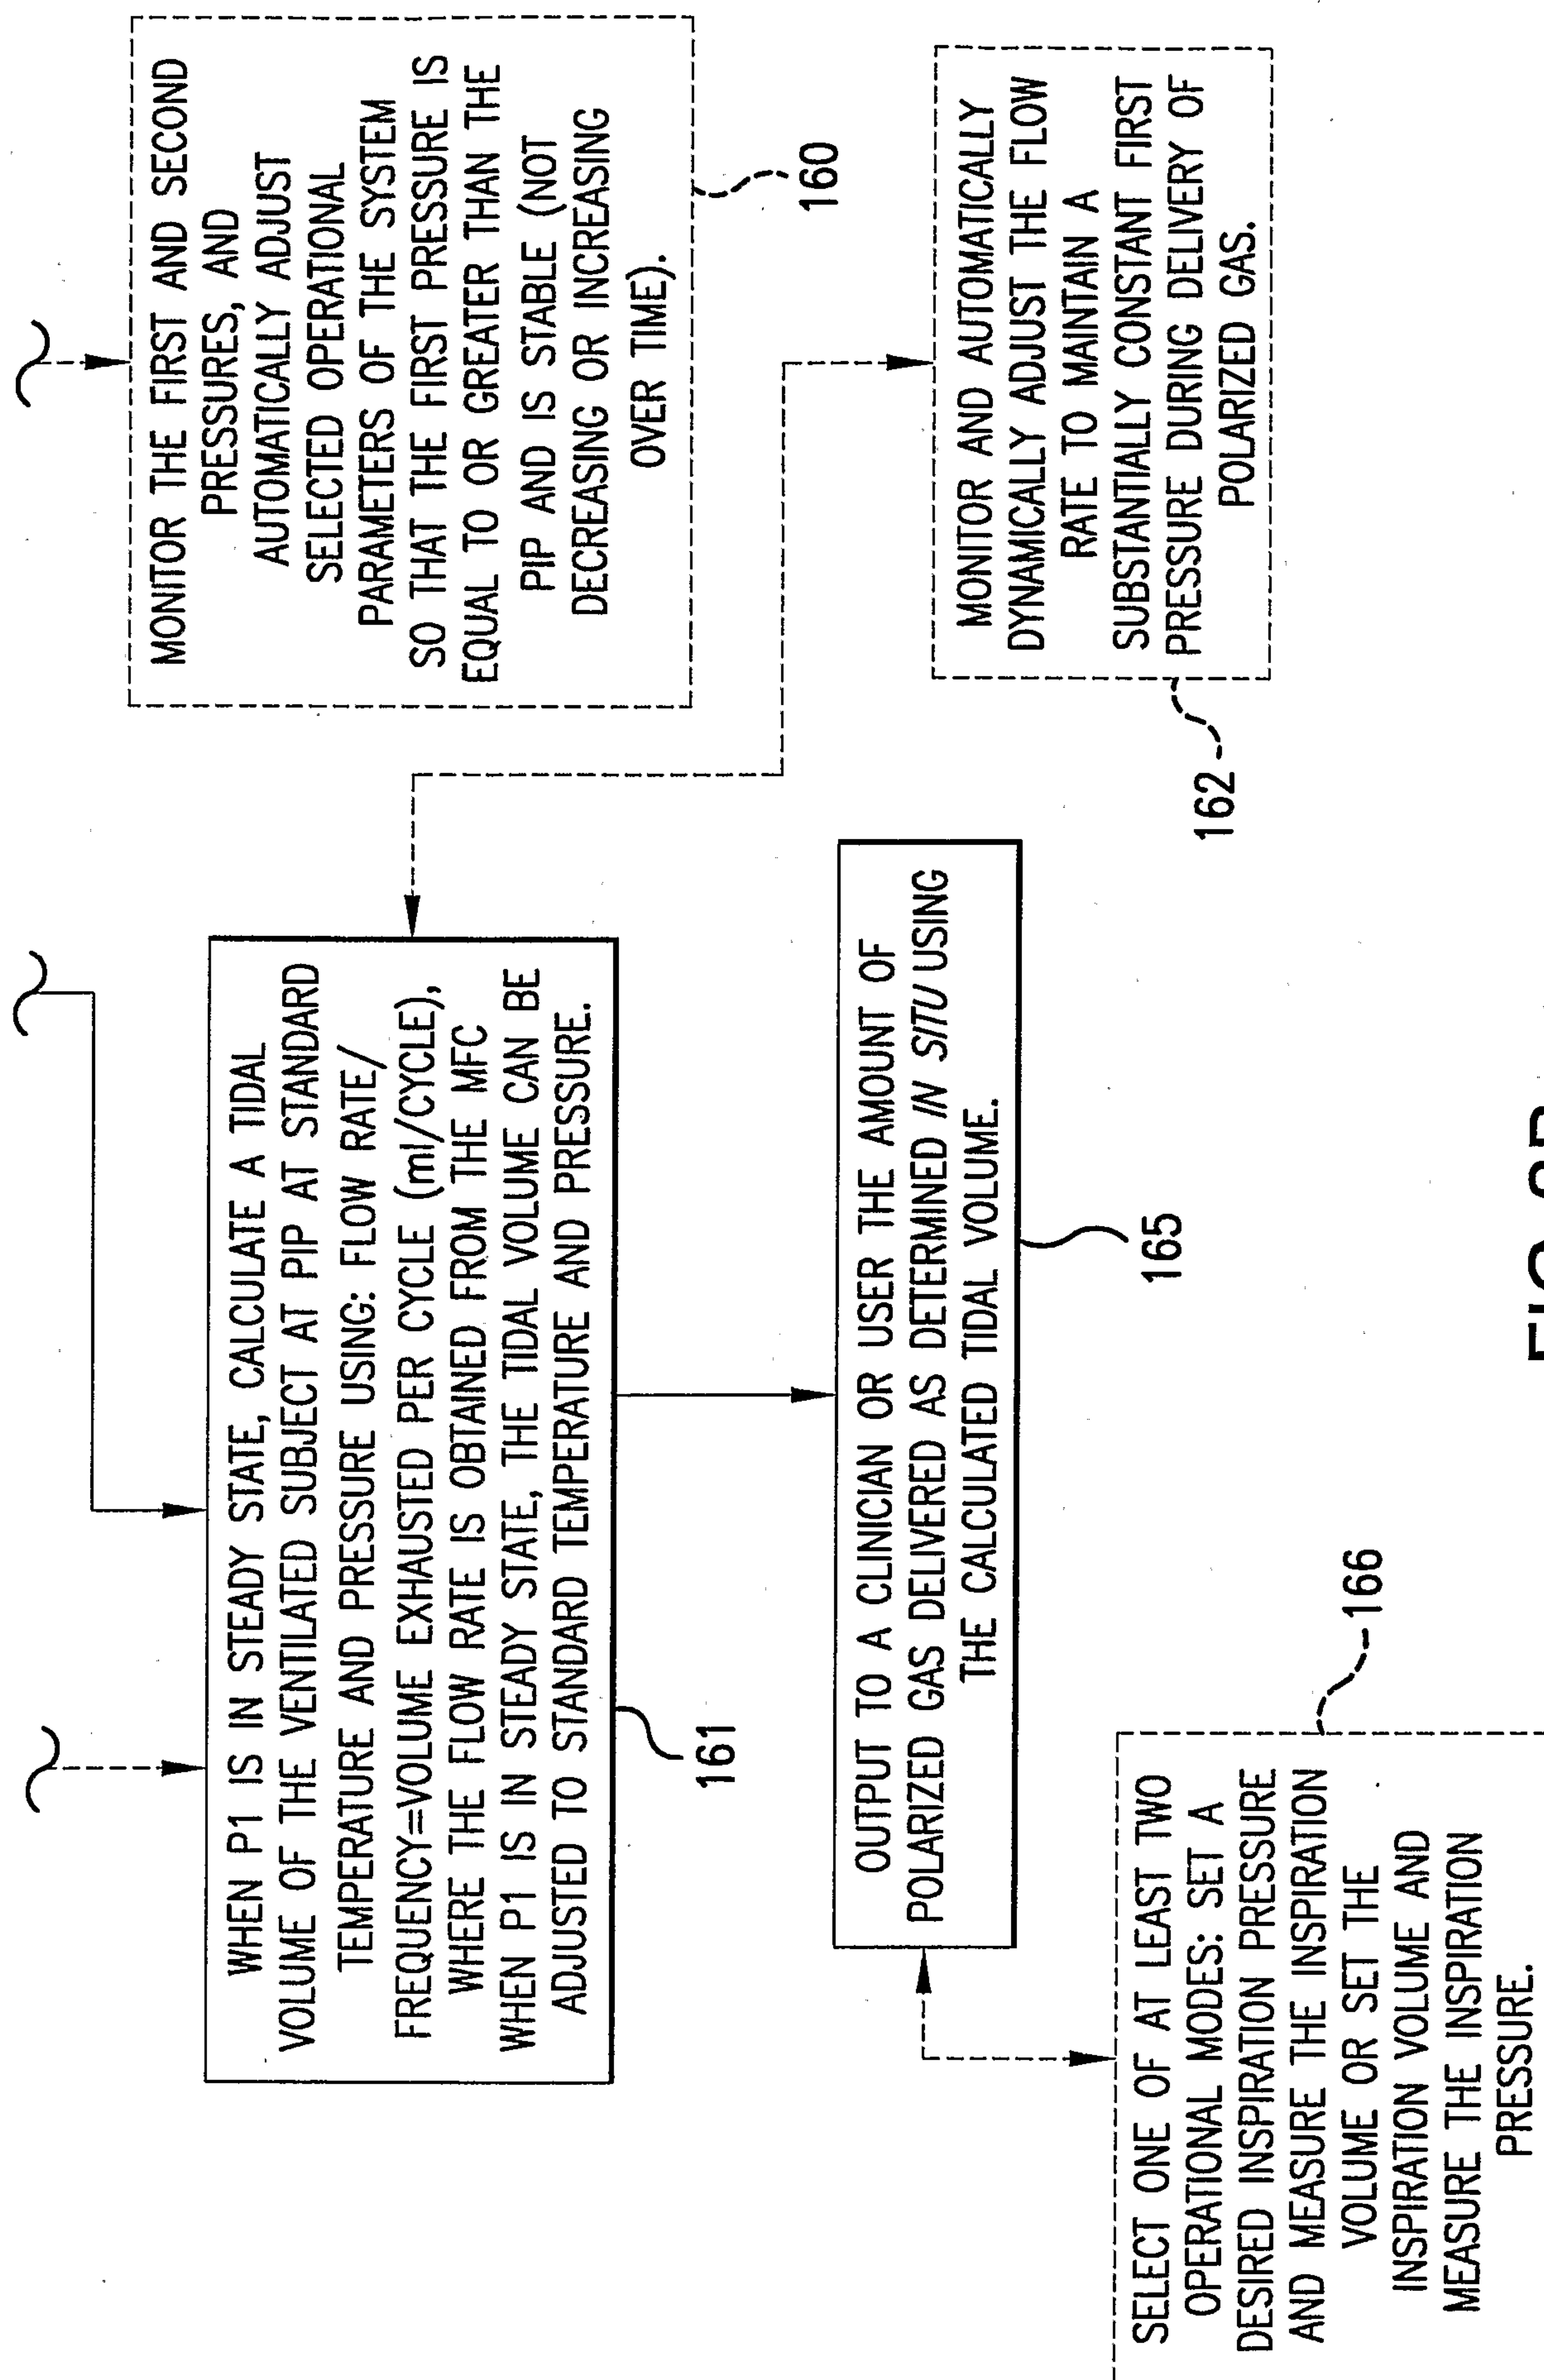 MONITOR THE FIRST AND SECOND
PRESSURES, AND
AUTOMATICALLY ADJUST
SELECTED OPERATIONAL
PARAMETERS OF THE SYSTEM
SO THAT THE FIRST PRESSURE IS
EQUAL TO OR GREATER THAN THE
PIP AND IS STABLE (NOT
DECREASING OR INCREASING
OVER TIME).
160
WHEN P1 IS IN STEADY STATE, CALCULATE A TIDAL
VOLUME OF THE VENTILATED SUBJECT AT PIP AT STANDARD
TEMPERATURE AND PRESSURE USING: FLOW RATE/
FREQUENCY=VOLUME EXHAUSTED PER CYCLE (ml/CYCLE),
WHERE THE FLOW RATE IS OBTAINED FROM THE MFC
WHEN P1 IS IN STEADY STATE, THE TIDAL VOLUME CAN BE
ADJUSTED TO STANDARD TEMPERATURE AND PRESSURE.
161
MONITOR AND AUTOMATICALLY
DYNAMICALLY ADJUST THE FLOW
RATE TO MAINTAIN A
SUBSTANTIALLY CONSTANT FIRST
PRESSURE DURING DELIVERY OF
POLARIZED GAS.
162
OUTPUT TO A CLINICIAN OR USER THE AMOUNT OF
POLARIZED GAS DELIVERED AS DETERMINED IN SITU USING
THE CALCULATED TIDAL VOLUME.
165
SELECT ONE OF AT LEAST TWO
OPERATIONAL MODES: SET A
DESIRED INSPIRATION PRESSURE
AND MEASURE THE INSPIRATION
VOLUME OR SET THE
INSPIRATION VOLUME AND
MEASURE THE INSPIRATION
PRESSURE.
166